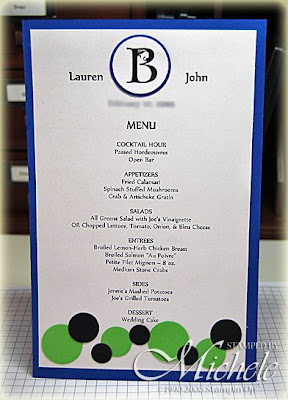 B
Lauren John
MENU
COCKTAIL HOUR
Passed Hordeouvres
Open Bar
APPETIZERS
Fried Calamari
Spinach Stuffed Mushrooms
Crab & Artichoke Gratin
SALADS
All Greens Salad with Joe's Vinaigrette
OR Chopped Lettuce, Tomato, Onion, & Bleu Cheese
ENTREES
Broiled Lemon-Herb Chicken Breast
Broiled Salmon "Au Poivre"
Petite Filet Mignon – 8 oz.
Medium Stone Crabs
SIDES
Jennie's Mashed Potatoes
Joe's Grilled Tomatoes
DESSERT
Wedding Cake
STAMPED BY
Michele